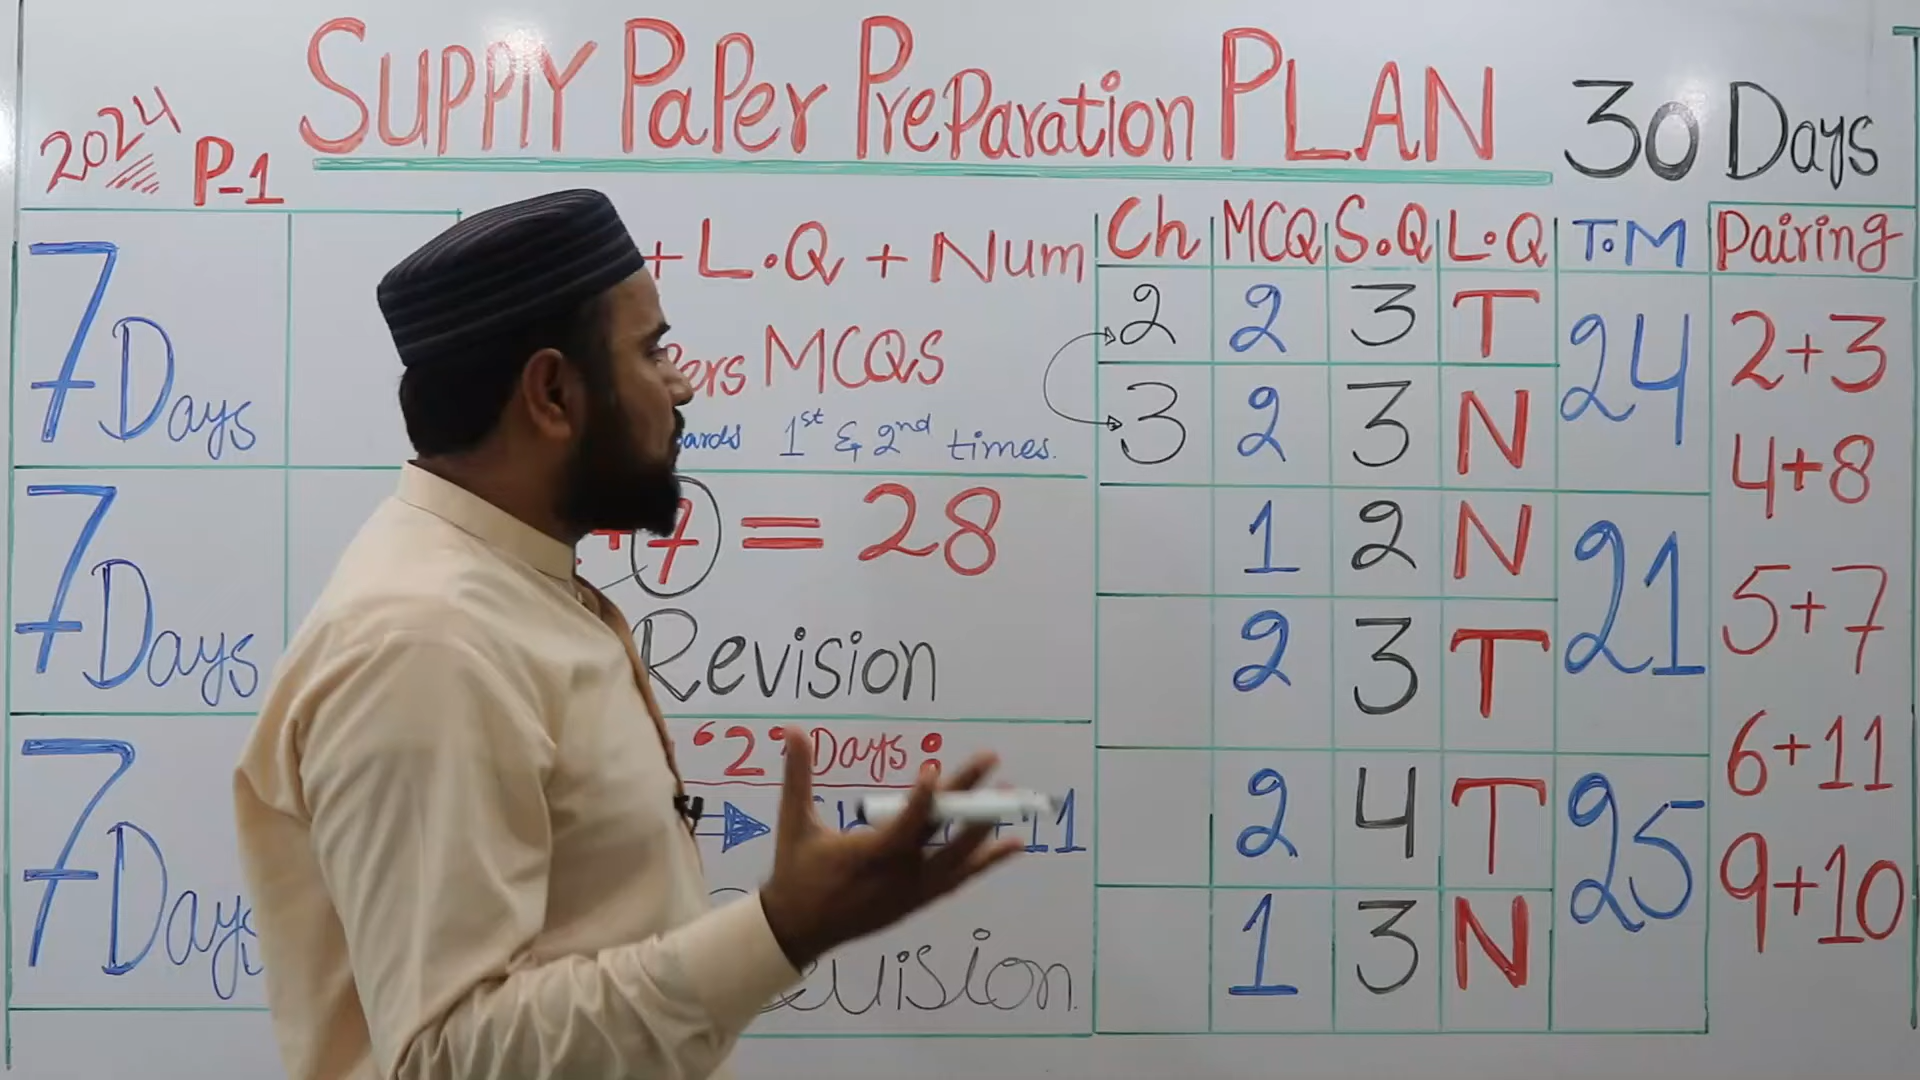 SUPPlY PaPer PreParation PLAN 30 Days
2024 P-1
7 Days
+ L.Q + Num
MCQS
1st & 2nd times.
7 Days
+7 = 28
Revision
7 Days
"2" Days :
11
Ch MCQ S.Q L.Q T.M Pairing
2 2 3 T 24
3 2 3 N
1 2 N 21
2 3 T
2 4 T 25
1 3 N
2+3
4+8
5+7
6+11
9+10